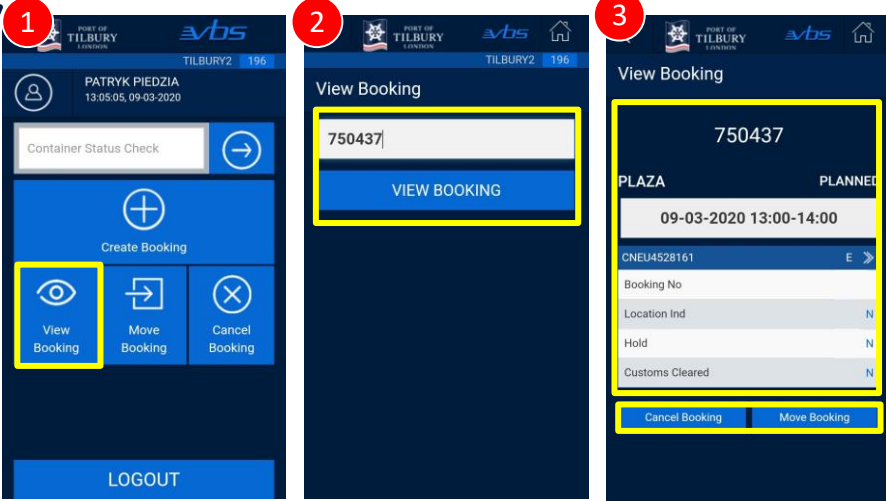 1
PORT OF
TILBURY
LONDON
vbs
TILBURY2 196
PATRYK PIEDZIA
13:05:05, 09-03-2020
Container Status Check
Create Booking
View
Booking
Move
Booking
Cancel
Booking
LOGOUT
2
PORT OF
TILBURY
LONDON
vbs
TILBURY2 196
View Booking
750437
VIEW BOOKING
3
PORT OF
TILBURY
LONDON
vbs
View Booking
750437
PLAZA PLANNED
09-03-2020 13:00-14:00
CNEU4528161 E
Booking No
Location Ind N
Hold N
Customs Cleared N
Cancel Booking Move Booking